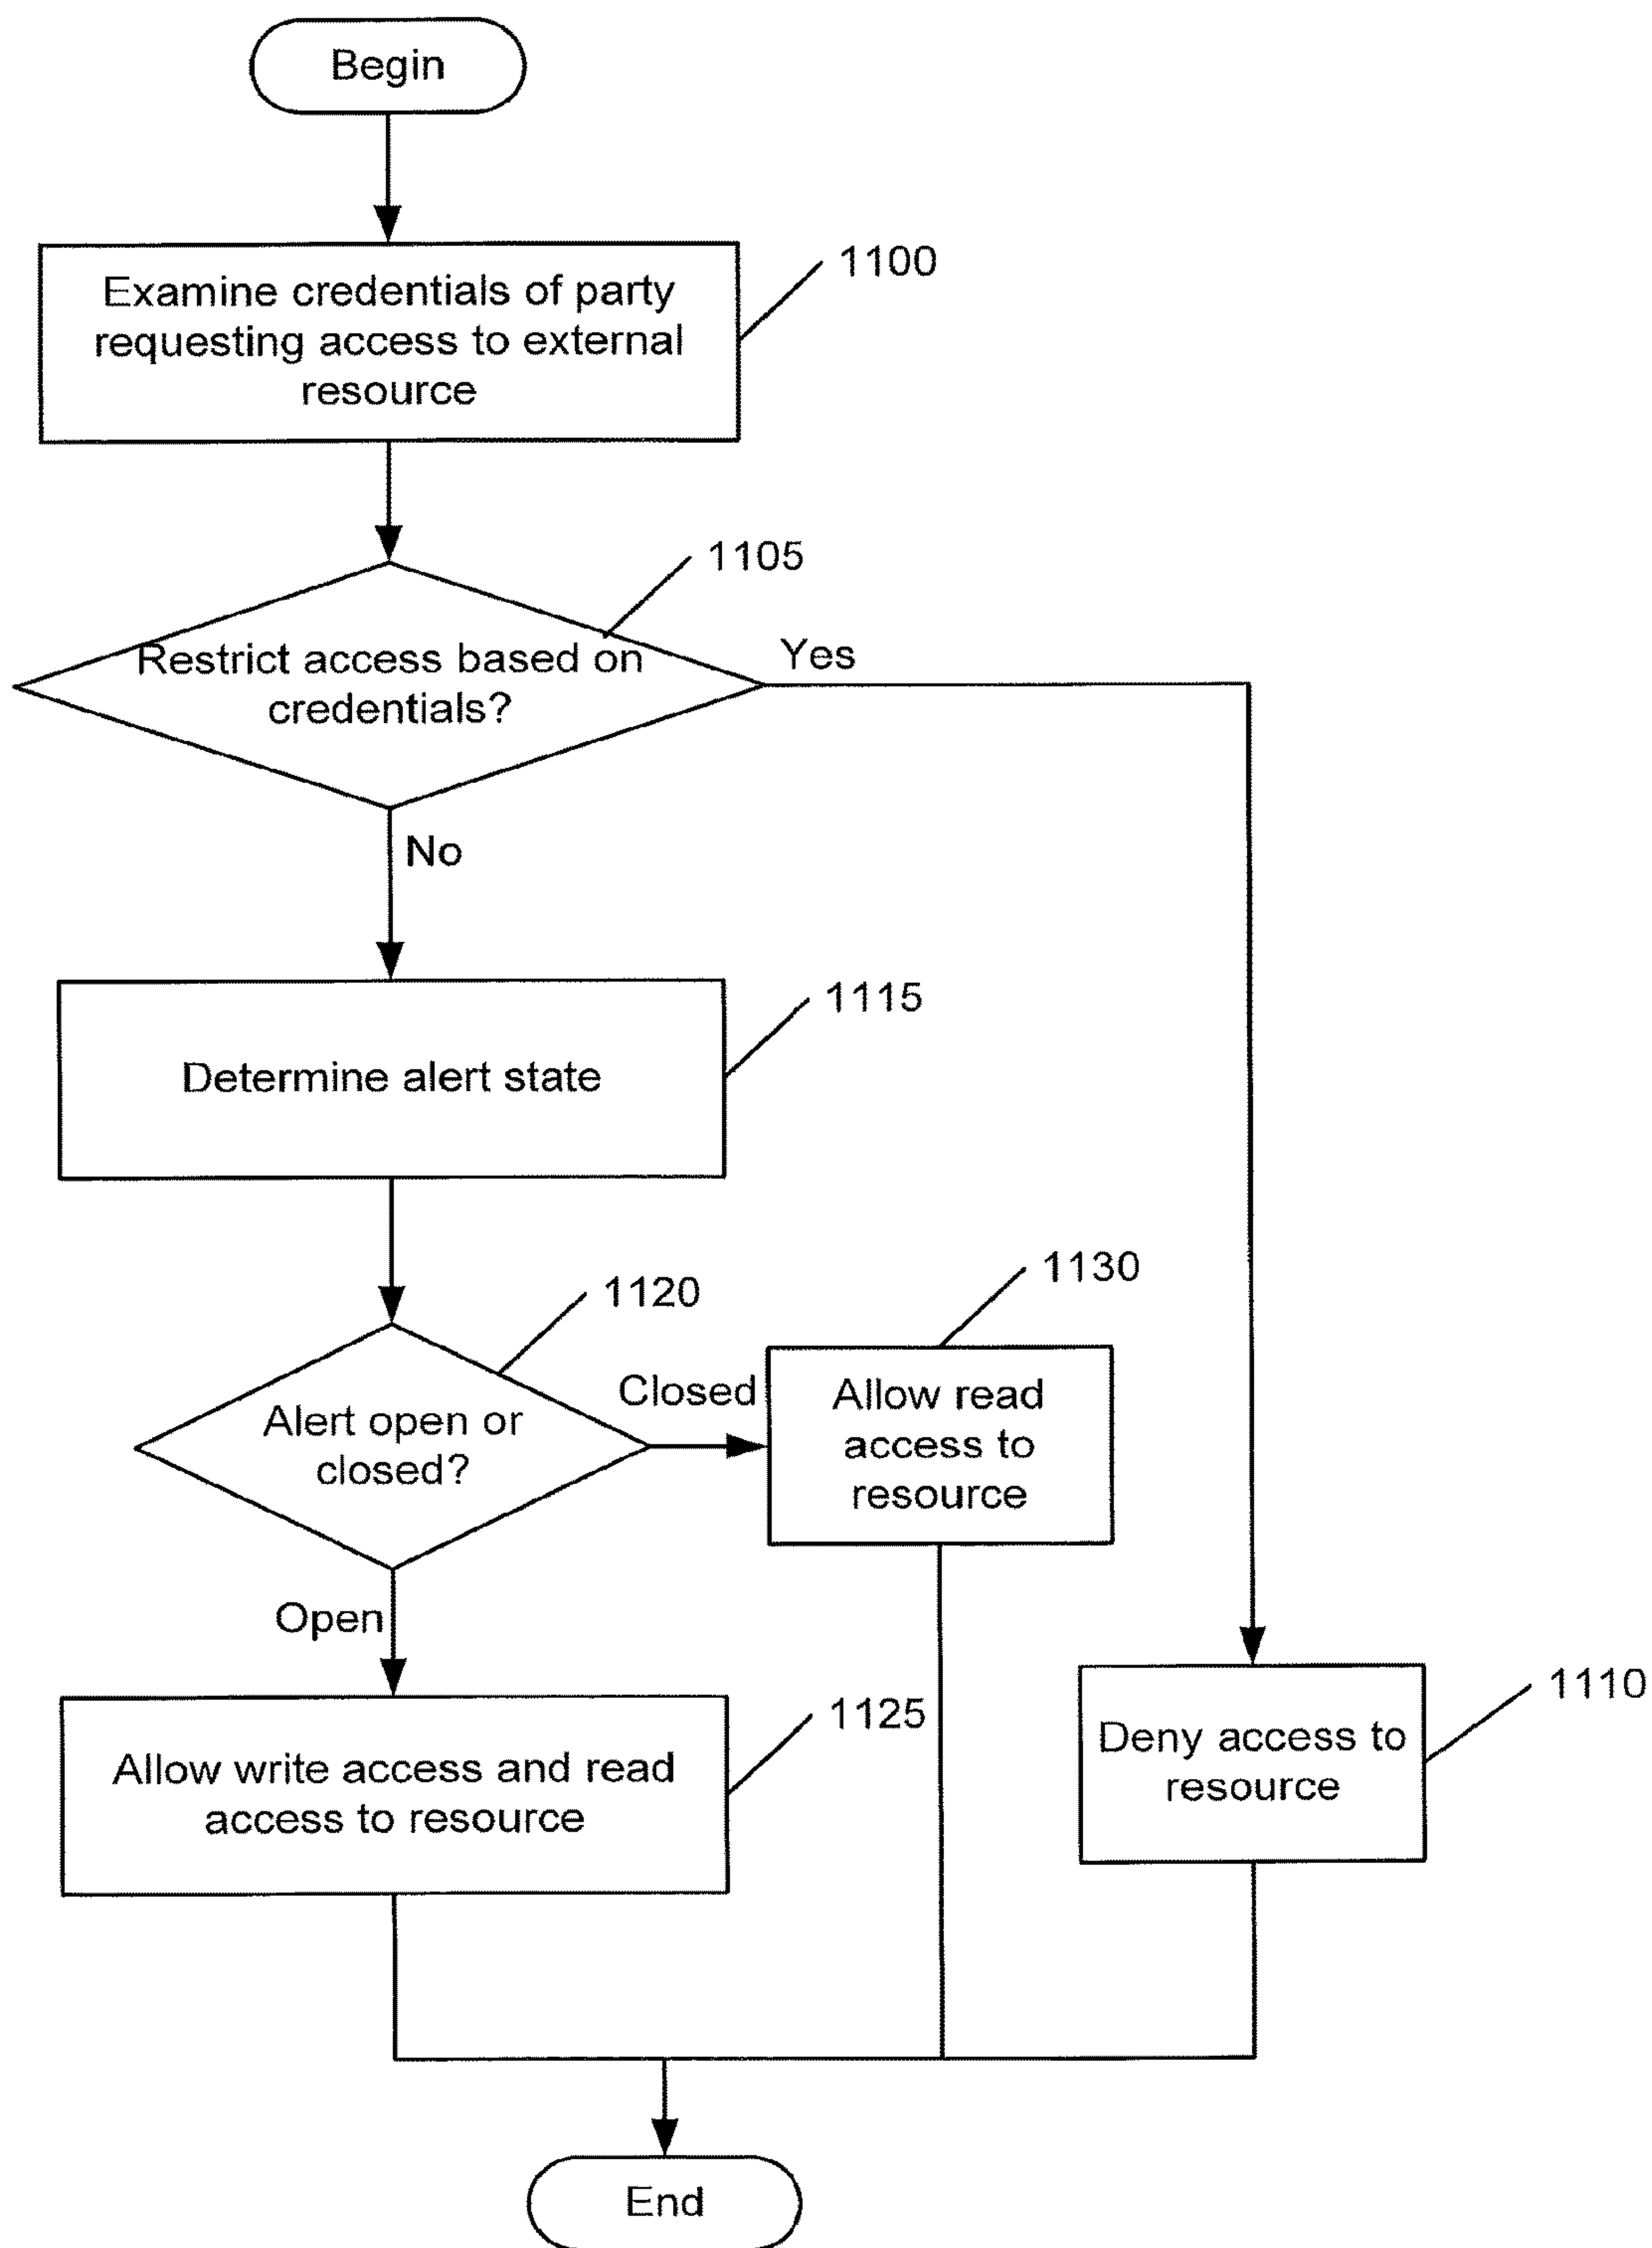 Begin
1100
Examine credentials of party
requesting access to external
resource
1105
Restrict access based on
credentials?
Yes
No
1115
Determine alert state
1120
1130
Alert open or
closed?
Closed
Allow read
access to
resource
Open
1125
Allow write access and read
access to resource
1110
Deny access to
resource
End